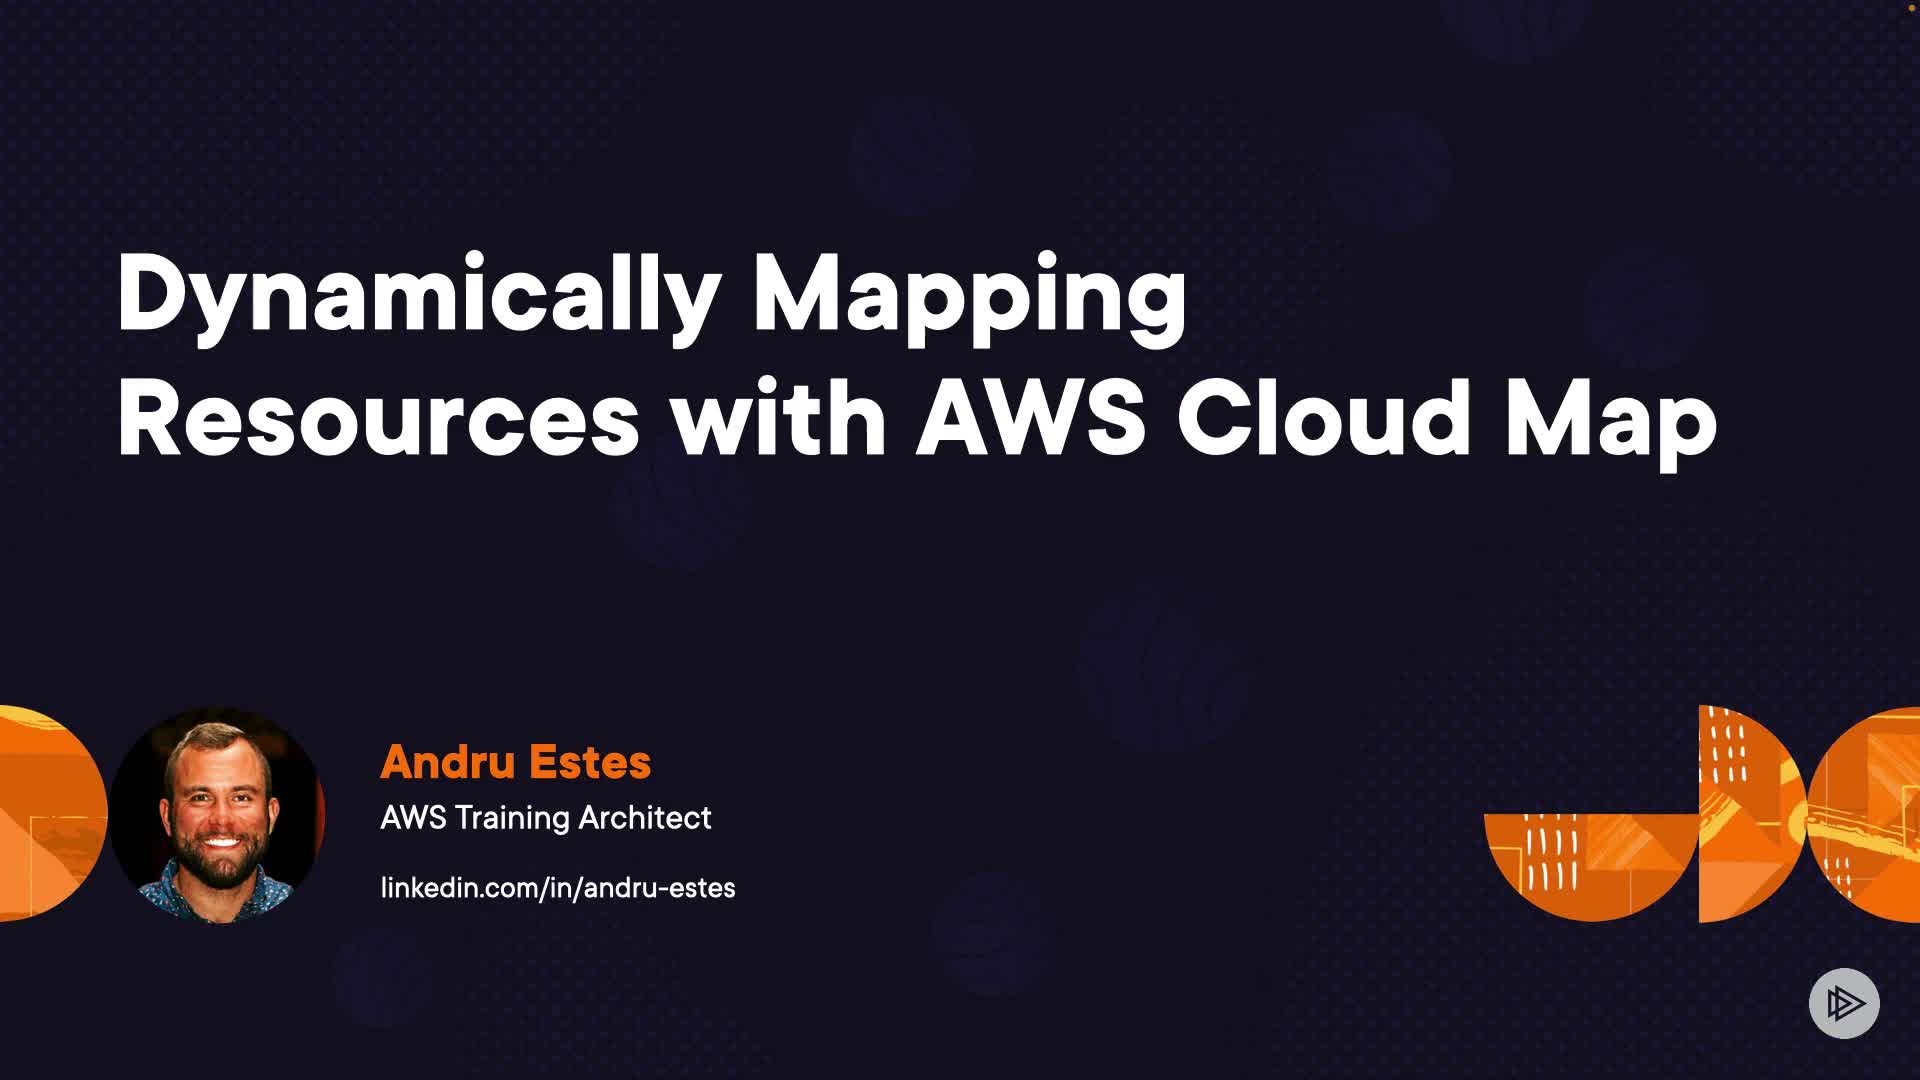 Dynamically Mapping
Resources with AWS Cloud Map
Andru Estes
AWS Training Architect
linkedin.com/in/andru-estes